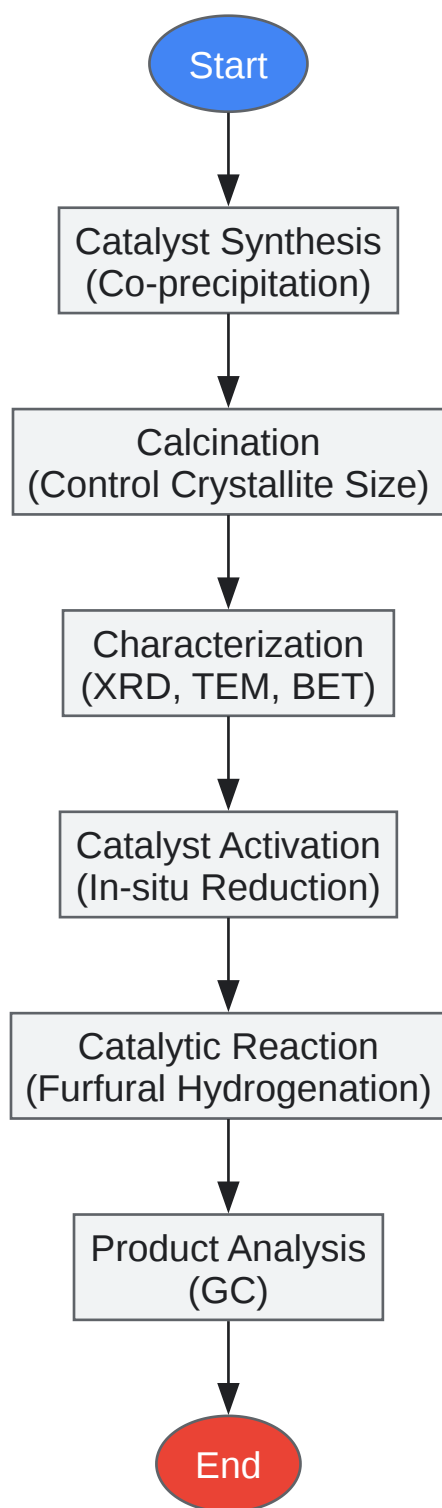 Start
Catalyst Synthesis
(Co-precipitation)
Calcination
(Control Crystallite Size)
Characterization
(XRD, TEM, BET)
Catalyst Activation
(In-situ Reduction)
Catalytic Reaction
(Furfural Hydrogenation)
Product Analysis
(GC)
End